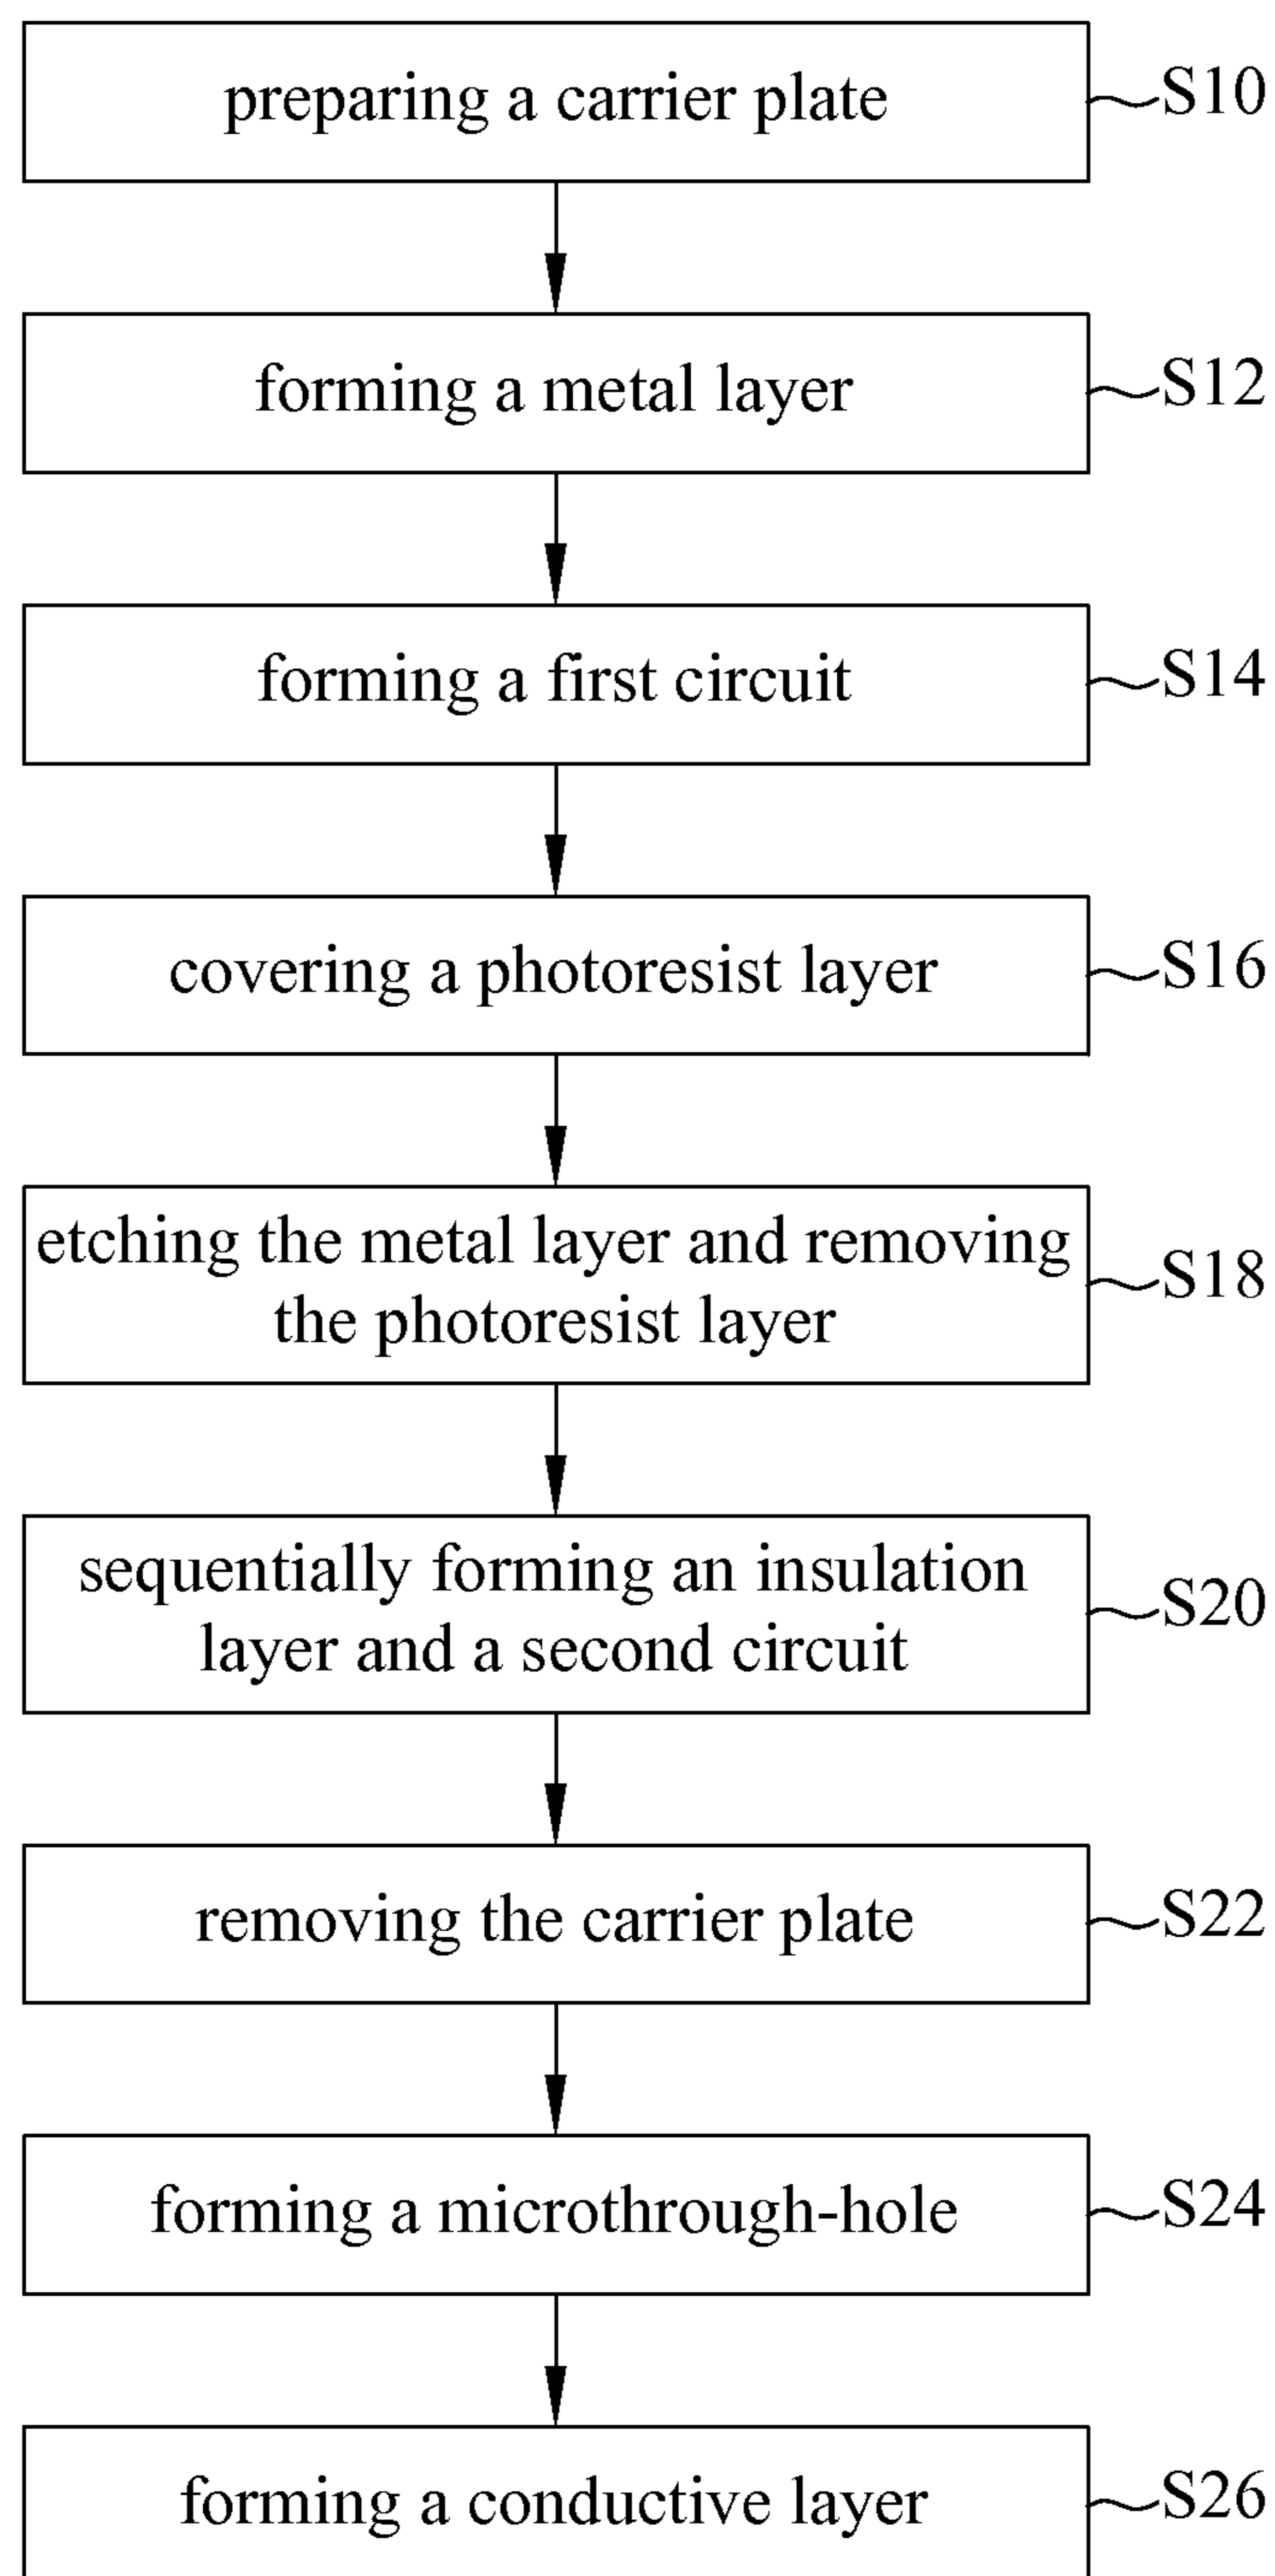 preparing a carrier plate
S10
forming a metal layer
S12
forming a first circuit
S14
covering a photoresist layer
S16
etching the metal layer and removing
the photoresist layer
S18
sequentially forming an insulation
layer and a second circuit
S20
removing the carrier plate
S22
forming a microthrough-hole
S24
forming a conductive layer
S26